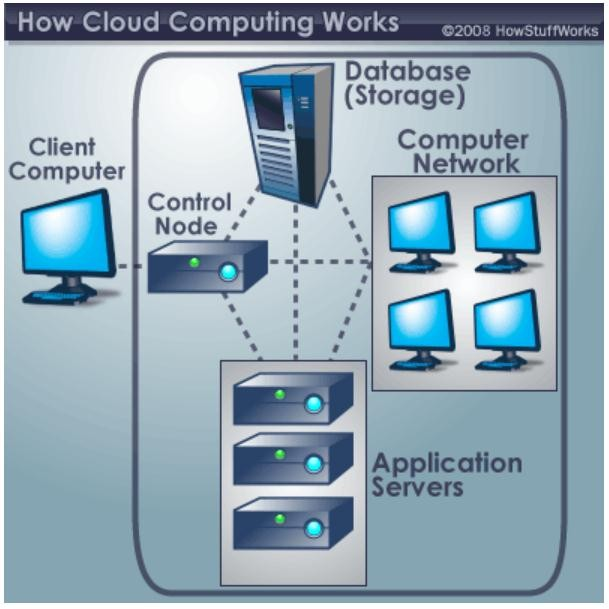 How Cloud Computing Works
©2008 HowStuffWorks
Database
(Storage)
Client
Computer
Computer
Network
Control
Node
Application
Servers